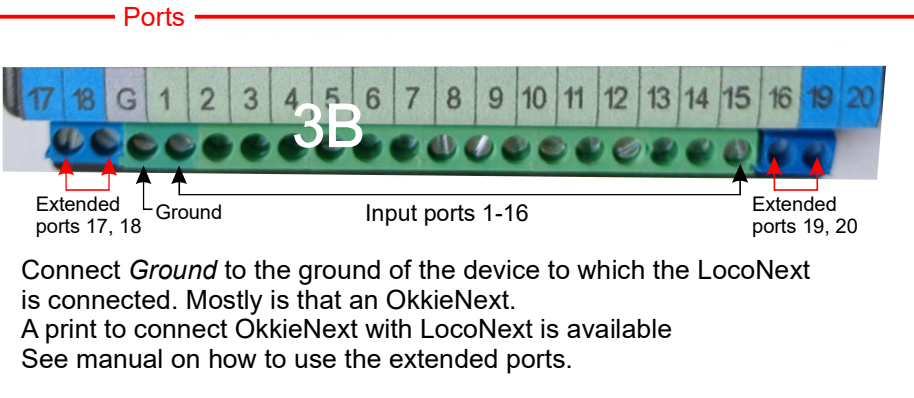 Ports
17 18 G 1 2 3 4 5 6 7 8 9 10 11 12 13 14 15 16 19 20
3B
Extended
ports 17, 18
Ground
Input ports 1-16
Extended
ports 19, 20
Connect Ground to the ground of the device to which the LocoNext
is connected. Mostly is that an OkkieNext.
A print to connect OkkieNext with LocoNext is available
See manual on how to use the extended ports.